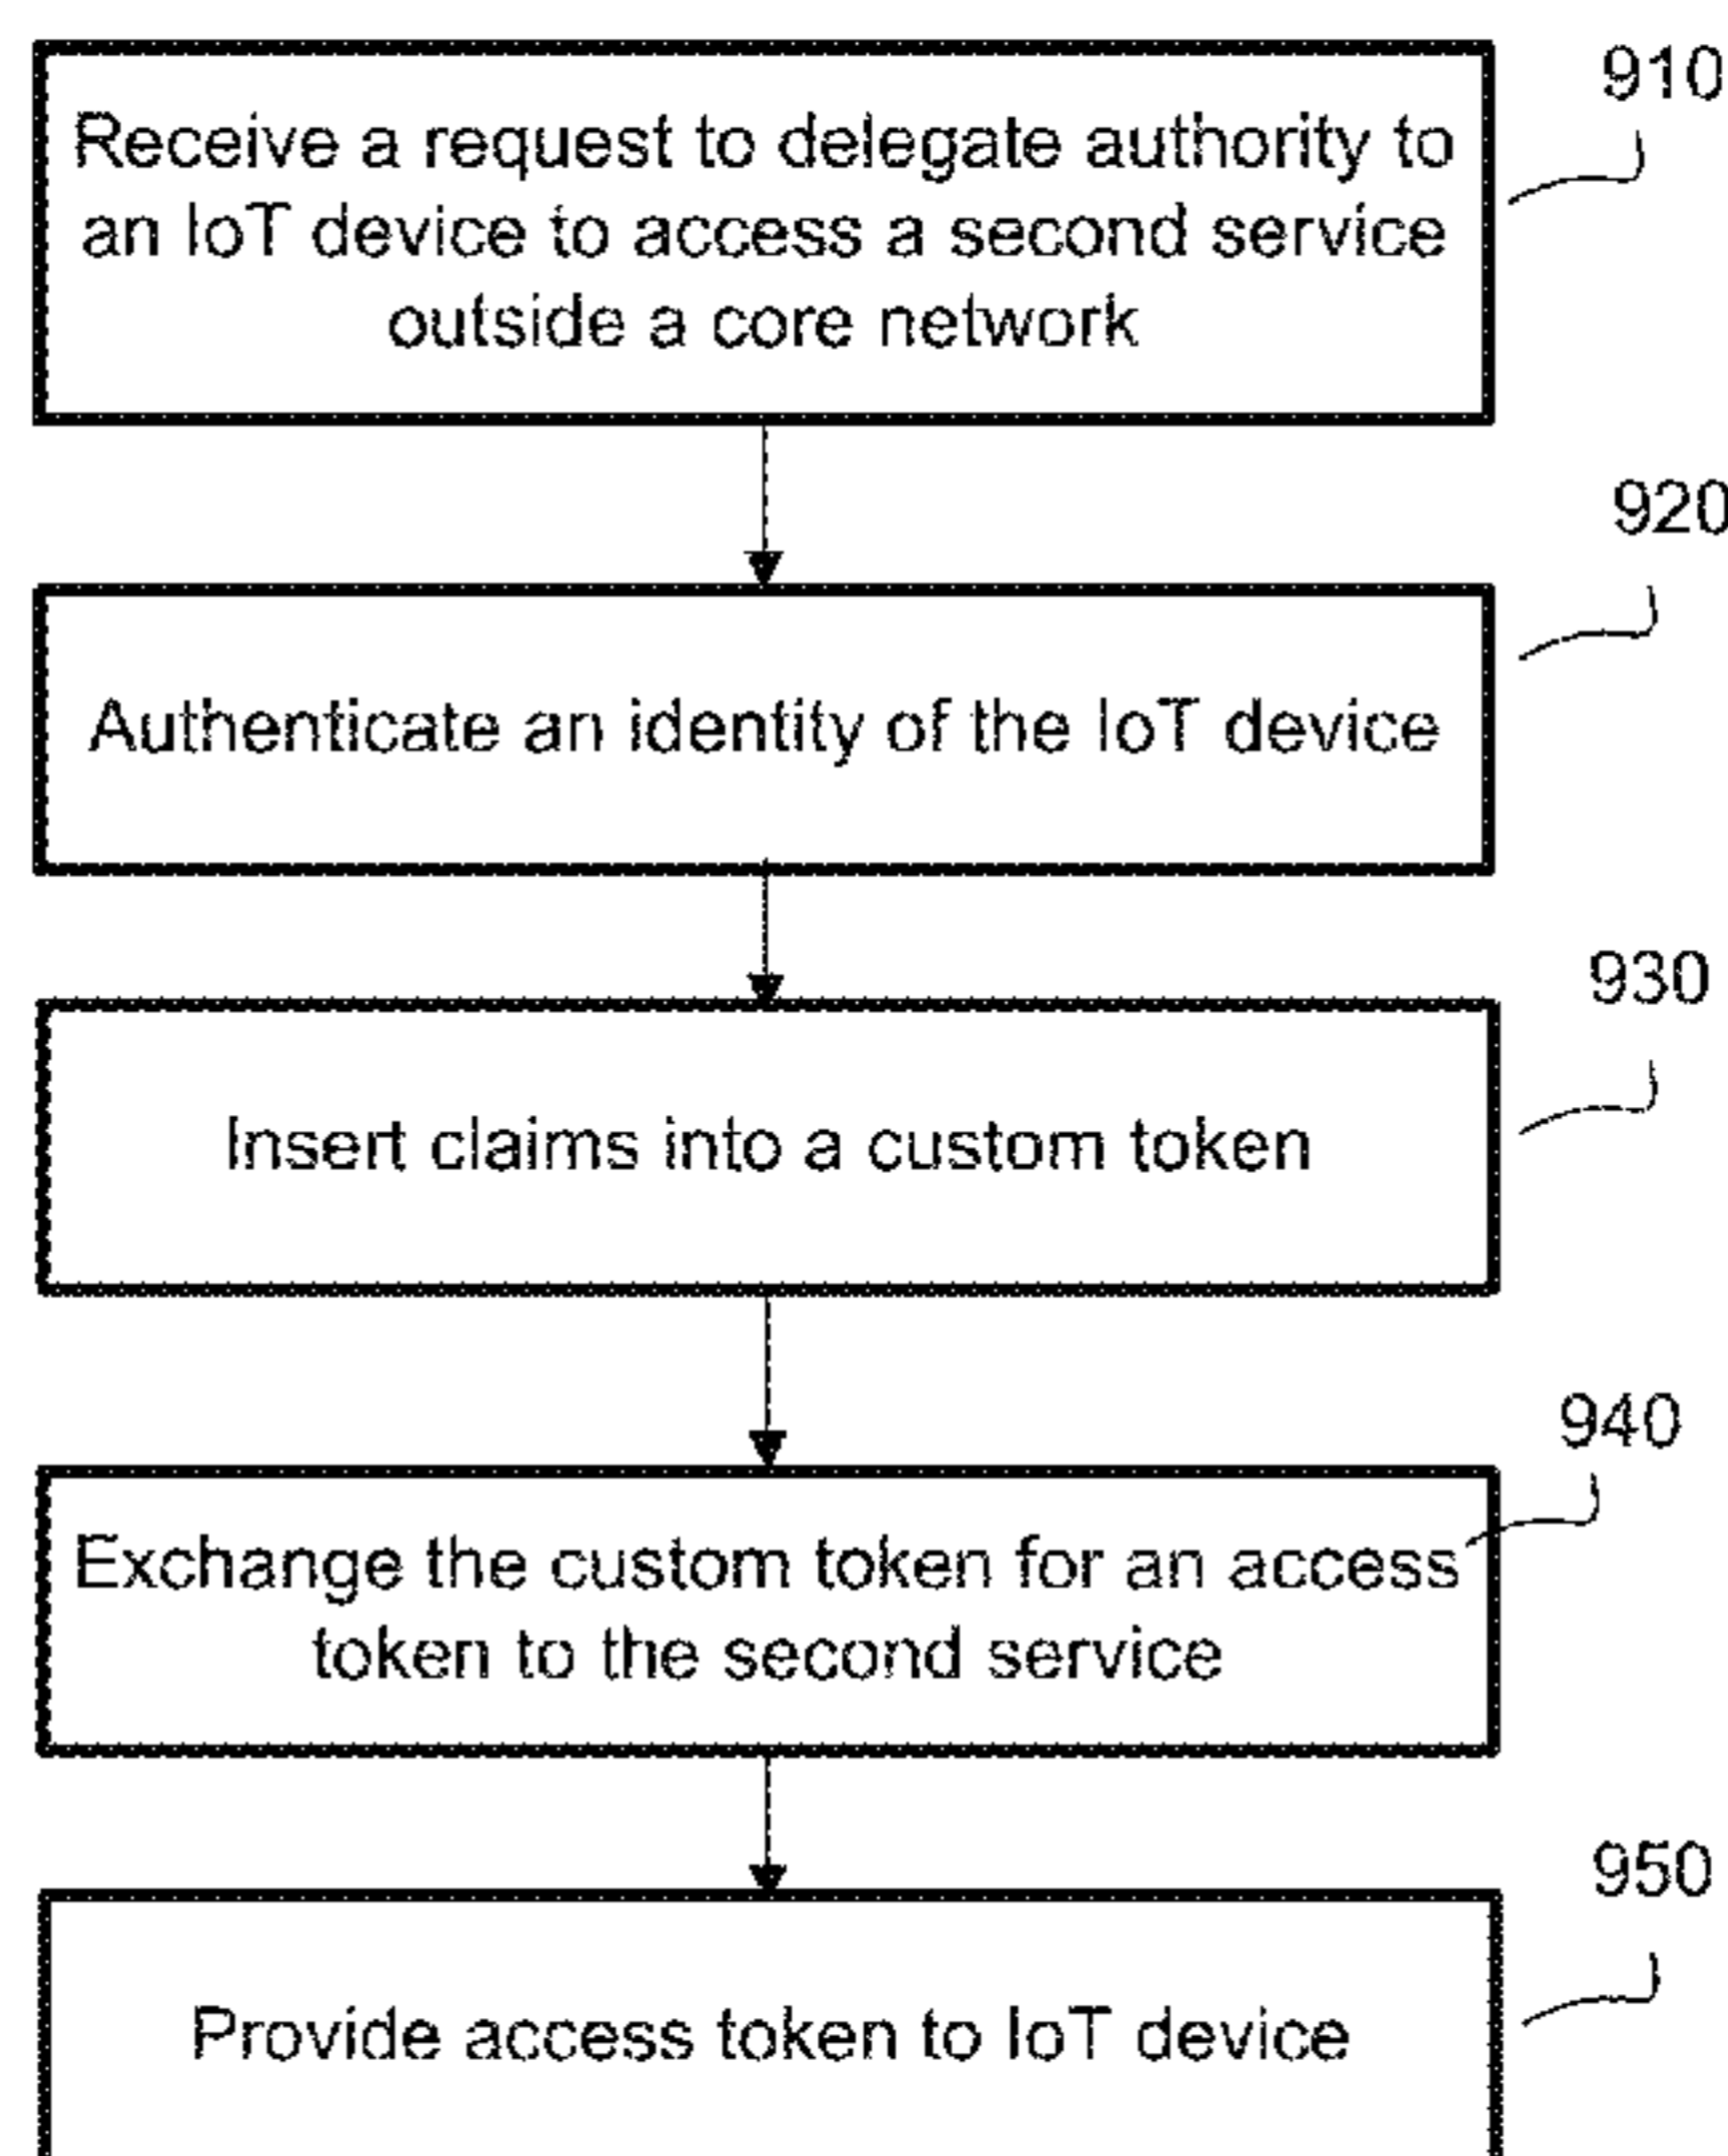 910
Receive a request to delegate authority to
an IoT device to access a second service
outside a core network
920
Authenticate an identity of the IoT device
930
Insert claims into a custom token
940
Exchange the custom token for an access
token to the second service
950
Provide access token to IoT device